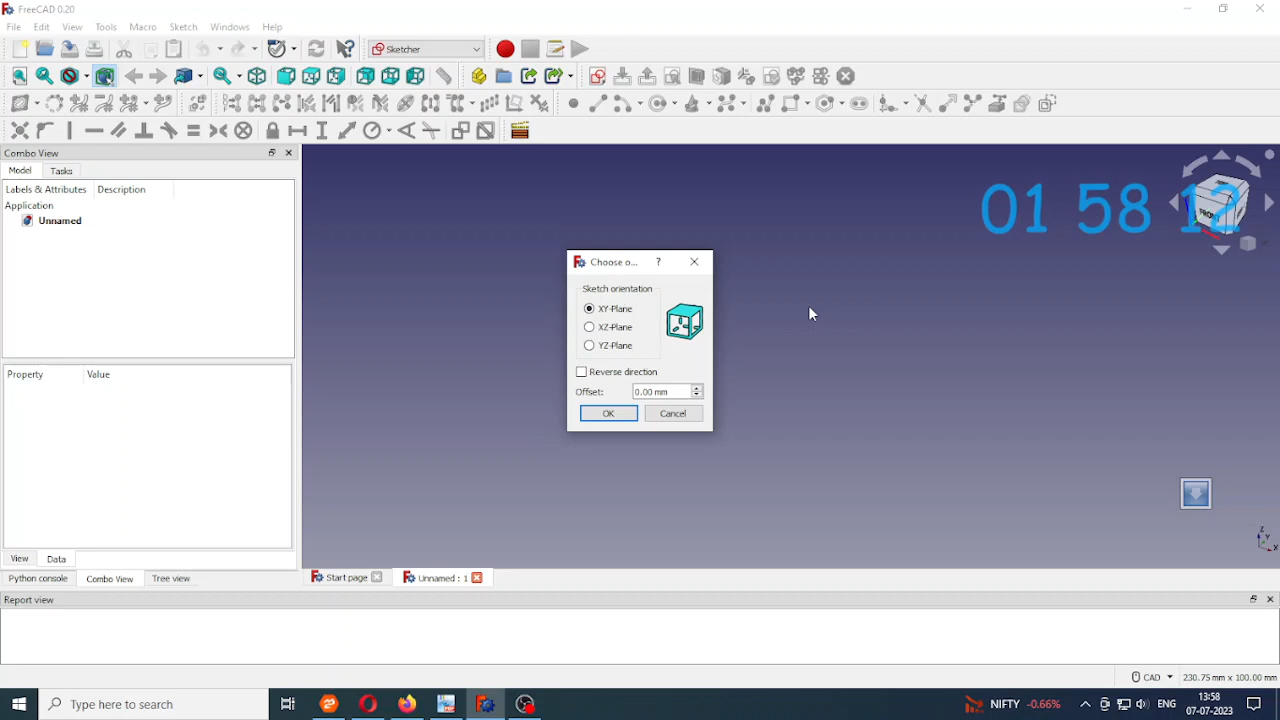 FreeCAD 0.20
File Edit View Tools Macro Sketch Windows Help
Sketcher
Combo View
Model Tasks
Labels & Attributes Description
Application
Unnamed
01 58 12
FRONT
Choose o... ?
Sketch orientation
XY-Plane
XZ-Plane
YZ-Plane
Reverse direction
Offset: 0.00 mm
OK Cancel
Property Value
Z
Y
X
View Data
Python console Combo View Tree view
Start page Unnamed : 1
Report view
CAD 230.75 mm × 100.00 mm
Type here to search
NIFTY -0.66%
ENG
13:58
07-07-2023